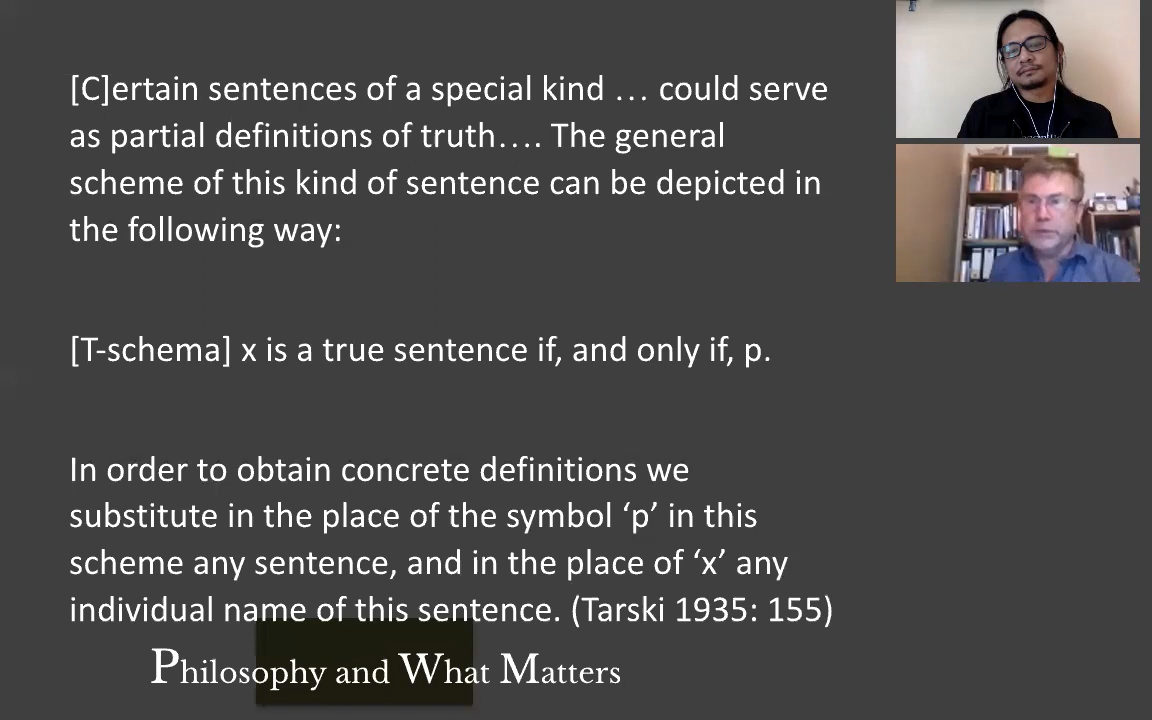 [C]ertain sentences of a special kind … could serve
as partial definitions of truth…. The general
scheme of this kind of sentence can be depicted in
the following way:
[T-schema] x is a true sentence if, and only if, p.
In order to obtain concrete definitions we
substitute in the place of the symbol ‘p’ in this
scheme any sentence, and in the place of ‘x’ any
individual name of this sentence. (Tarski 1935: 155)
Philosophy and What Matters